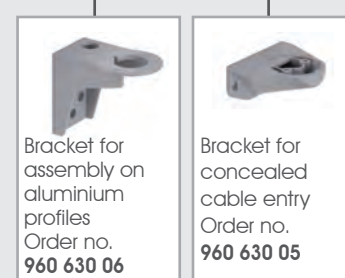 Bracket for
assembly on
aluminium
profiles
Order no.
960 630 06
Bracket for
concealed
cable entry
Order no.
960 630 05